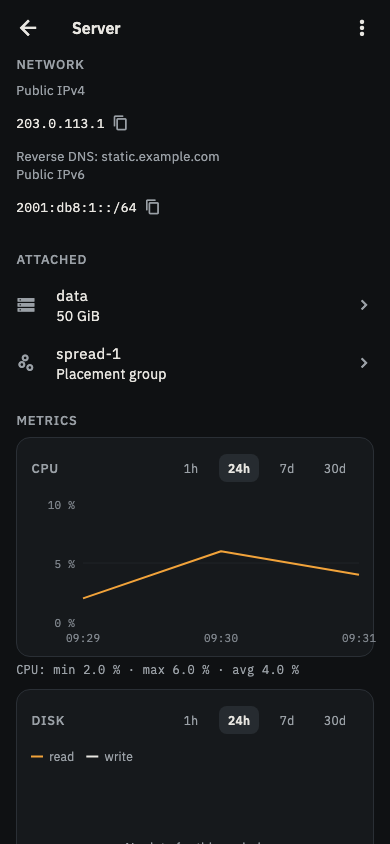 Server
NETWORK
Public IPv4
203.0.113.1
Reverse DNS: static.example.com
Public IPv6
2001:db8:1::/64
ATTACHED
data
50 GiB
spread-1
Placement group
METRICS
CPU 1h 24h 7d 30d
10 %
5 %
0 %
09:29 09:30 09:31
CPU: min 2.0 % · max 6.0 % · avg 4.0 %
DISK 1h 24h 7d 30d
read write